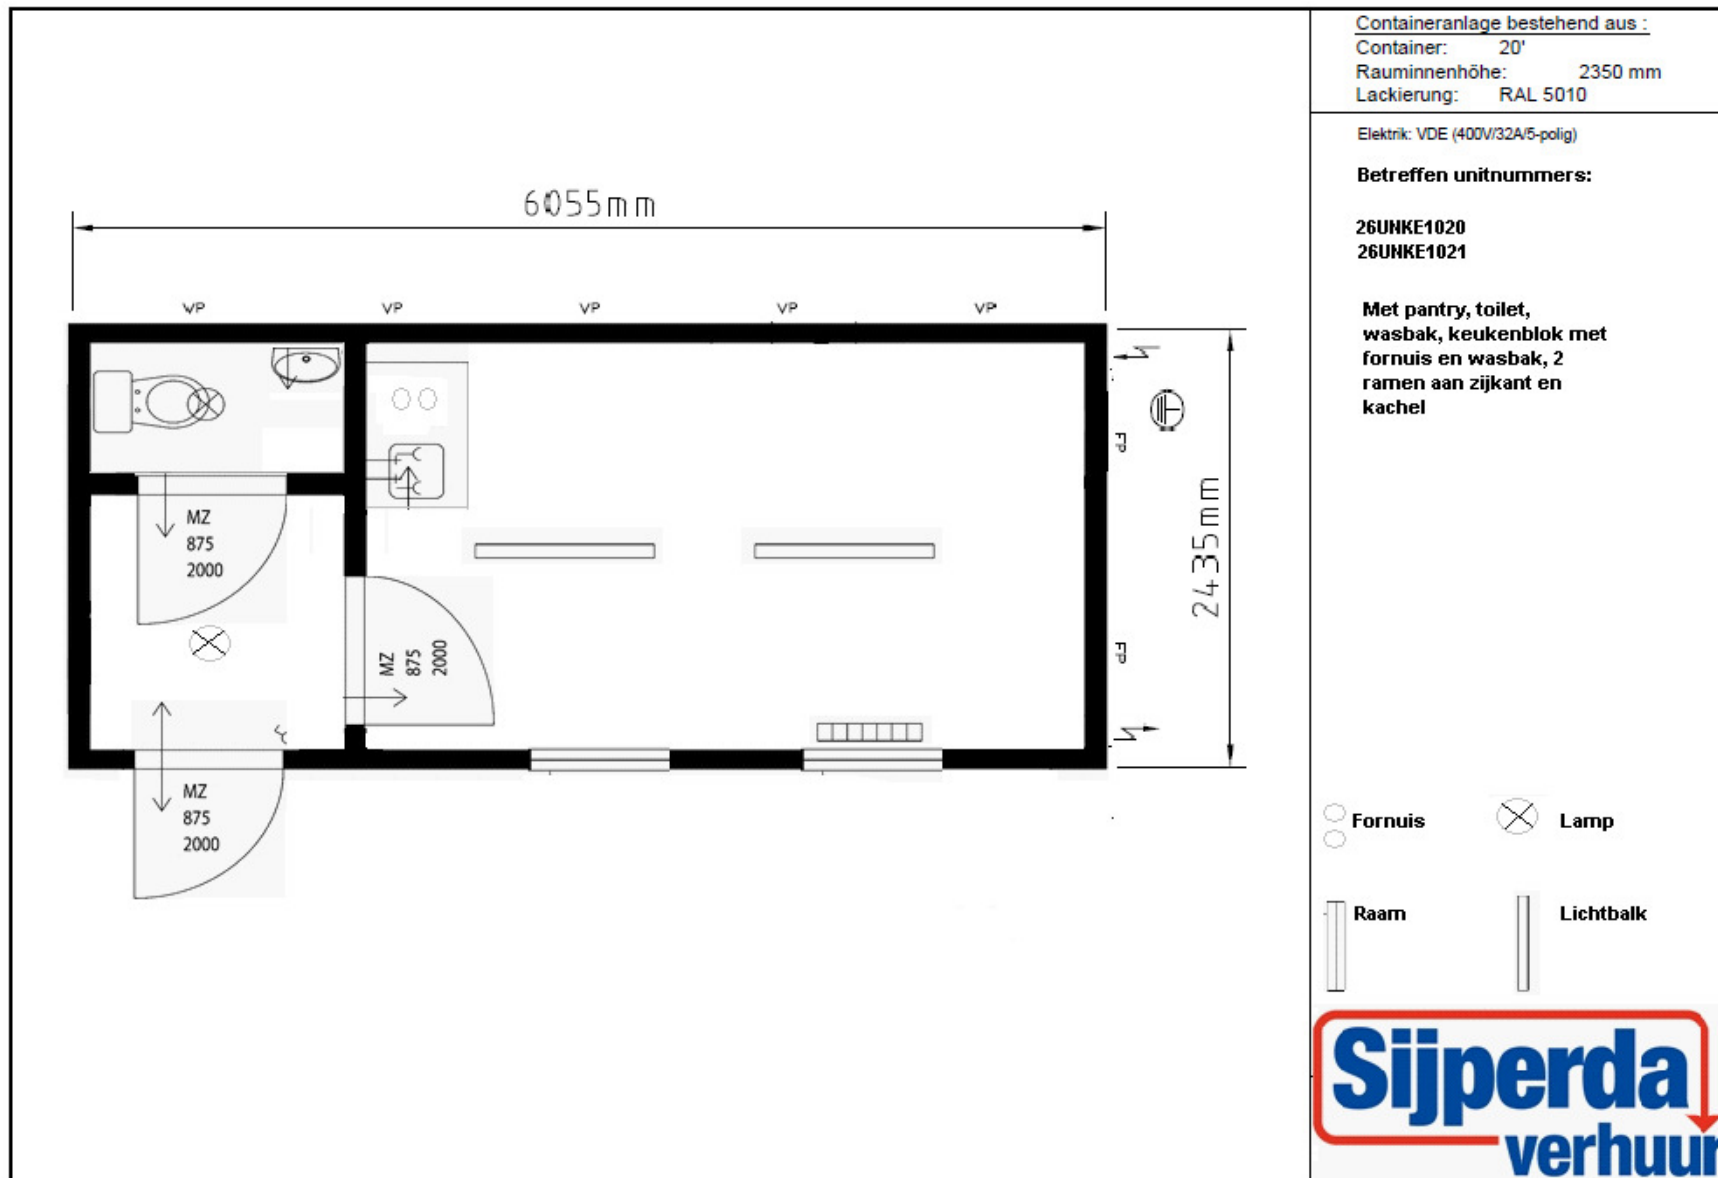 Containeranlage bestehend aus :
Container: 20'
Rauminnenhöhe: 2350 mm
Lackierung: RAL 5010
Elektrik: VDE (400V/32A/5-polig)
Betreffen unitnummers:
26UNKE1020
26UNKE1021
Met pantry, toilet,
wasbak, keukenblok met
fornuis en wasbak, 2
ramen aan zijkant en
kachel
6055mm
VP VP VP VP VP
FP
2435mm
FP
MZ
875
2000
MZ
875
2000
MZ
875
2000
Fornuis
Lamp
Raam
Lichtbalk
Sijperda
verhuur